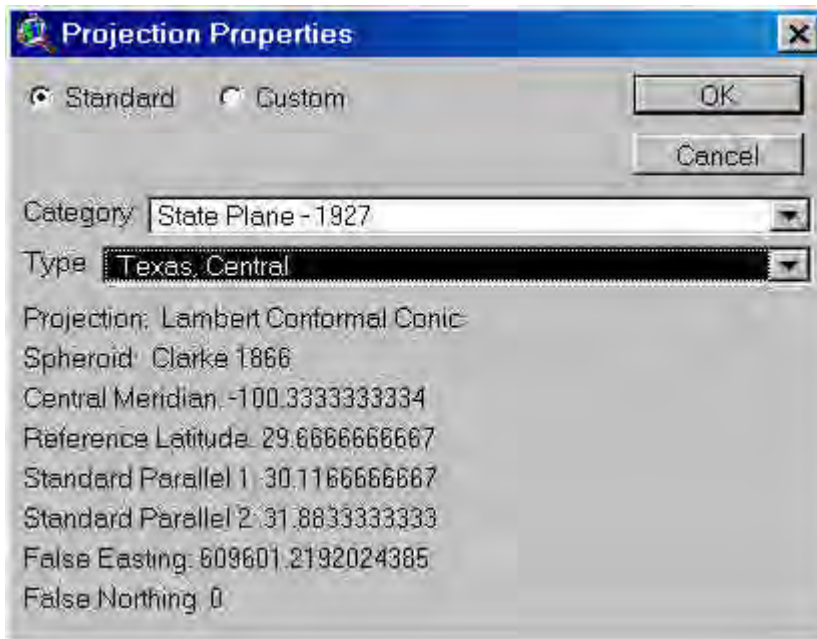 Projection Properties
Standard Custom OK
Cancel
Category: State Plane - 1927
Type Texas, Central
Projection: Lambert Conformal Conic
Spheroid: Clarke 1866
Central Meridian: -100.3333333334
Reference Latitude: 29.6666666667
Standard Parallel 1: 30.1166666667
Standard Parallel 2: 31.8833333333
False Easting: 609601.2192024385
False Northing: 0